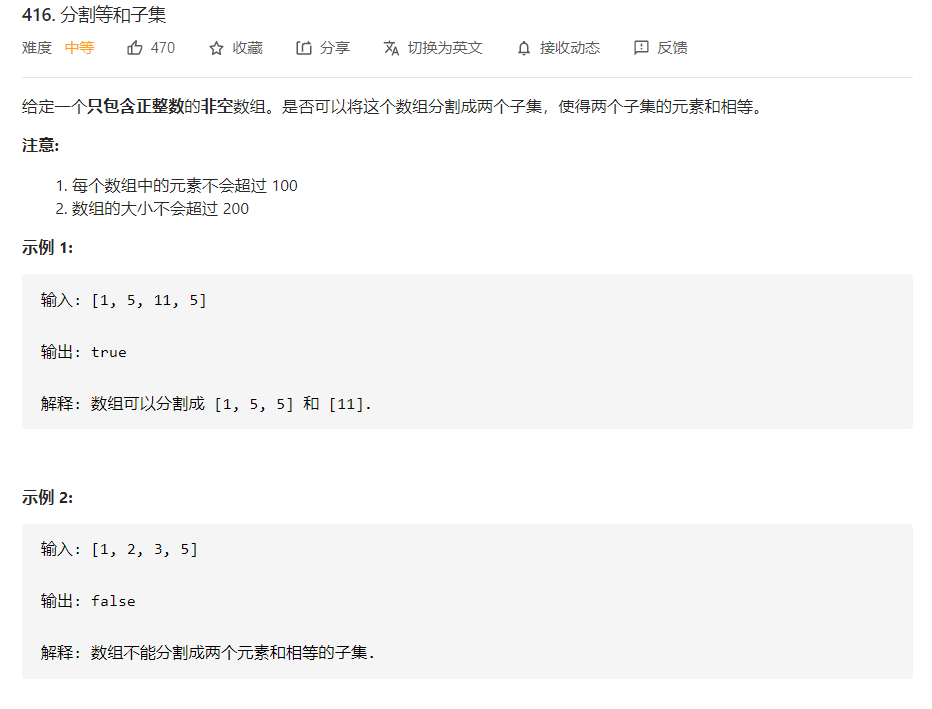 416. 分割等和子集
难度 中等 470 收藏 分享 切换为英文 接收动态 反馈
给定一个只包含正整数的非空数组。是否可以将这个数组分割成两个子集，使得两个子集的元素和相等。
注意:
1. 每个数组中的元素不会超过 100
2. 数组的大小不会超过 200
示例 1:
输入: [1, 5, 11, 5]
输出: true
解释: 数组可以分割成 [1, 5, 5] 和 [11].
示例 2:
输入: [1, 2, 3, 5]
输出: false
解释: 数组不能分割成两个元素和相等的子集.